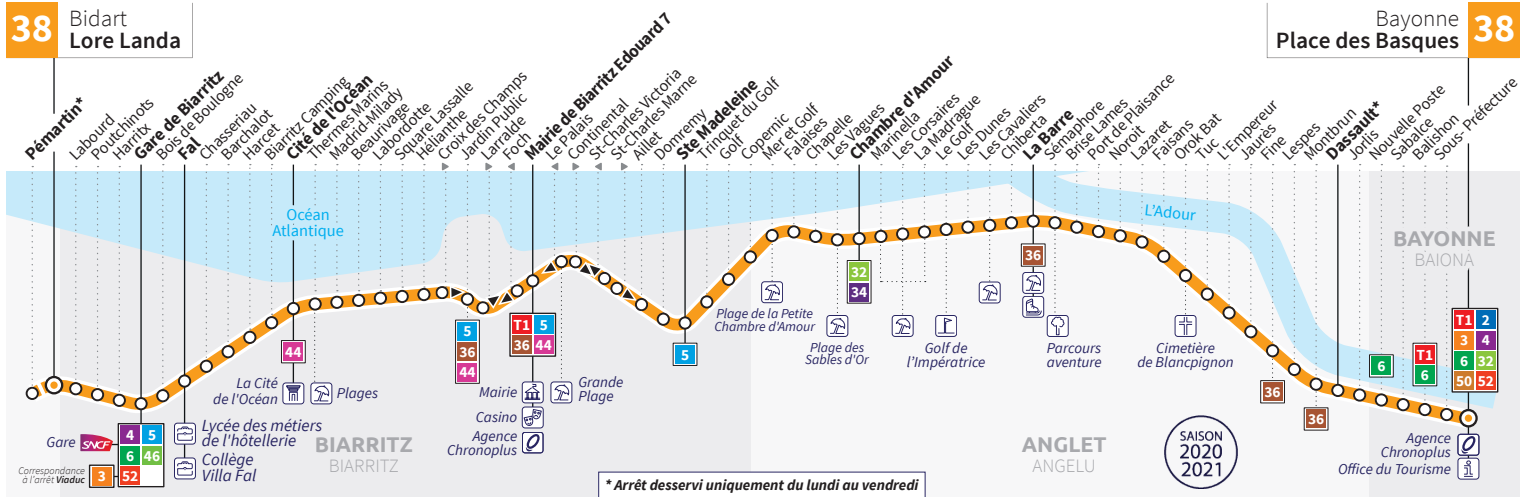 38
Bidart
Lore Landa
Bayonne
Place des Basques
38
Pémartin*
Labourd
Poutchinots
Haritx
Gare de Biarritz
Bois de Boulogne
Fal
Chasseriau
Barchalot
Harcet
Biarritz Camping
Cité de l'Océan
Thermes Marins
Madrid-Milady
Beaurivage
Labordotte
Square Lassalle
Hélianthe
Croix des Champs
Jardin Public
Larralde
Foch
Mairie de Biarritz Edouard 7
Le Palais
Continental
St-Charles Victoria
St-Charles Marne
Aillet
Domremy
Ste Madeleine
Trinquet du Golf
Golf
Copernic
Mer et Golf
Falaises
Chapelle
Les Vagues
Chambre d'Amour
Marinella
Les Corsaires
La Madrague
Le Golf
Les Dunes
Les Cavaliers
Chiberta
La Barre
Sémaphore
Brise Lames
Port de Plaisance
Northoit
Lazaret
Faisans
Orok Bat
Tuc
L'Empereur
Jaurès
Fine
Lespes
Montbrun
Dassault*
Jorlis
Nouvelle Poste
Sabalce
Balishon
Sous- Préfecture
Océan
Atlantique
L'Adour
BAYONNE
BAIONA
44
5
36
44
T1 5
36 44
5
32
34
36
36
36
6
T1
6
T1 2
3 4
6 32
50 52
La Cité
de l'Océan
Plages
Mairie
Casino
Agence
Chronoplus
Grande
Plage
Plage de la Petite
Chambre d'Amour
Plage des
Sables d'Or
Golf de
l'Impératrice
Parcours
aventure
Cimetière
de Blancpignon
Gare
SNCF
4 5
6 46
52
Correspondance
à l'arrêt Viaduc
3
Lycée des métiers
de l'hôtellerie
Collège
Villa Fal
BIARRITZ
BIARRITZ
ANGLET
ANGELU
SAISON
2020
2021
Agence
Chronoplus
Office du Tourisme
* Arrêt desservi uniquement du lundi au vendredi